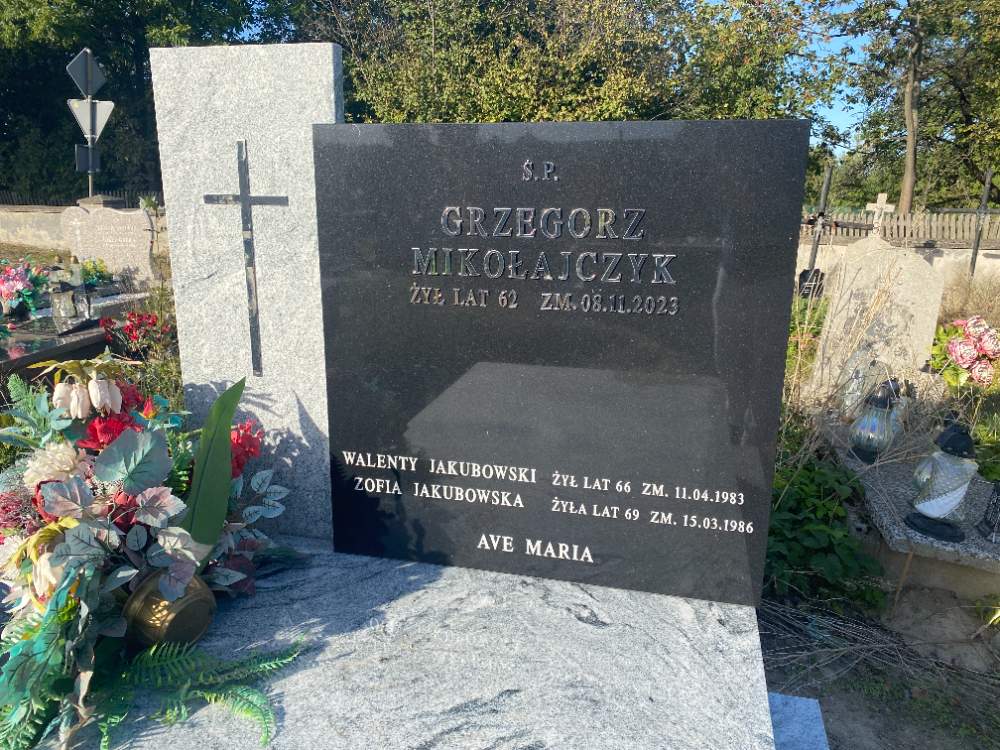 Ś.P.
GRZEGORZ
MIKOŁAJCZYK
ŻYŁ LAT 62 ZM. 08.11.2023
WALENTY JAKUBOWSKI ŻYŁ LAT 66 ZM. 11.04.1983
ZOFIA JAKUBOWSKA ŻYŁA LAT 69 ZM. 15.03.1986
AVE MARIA